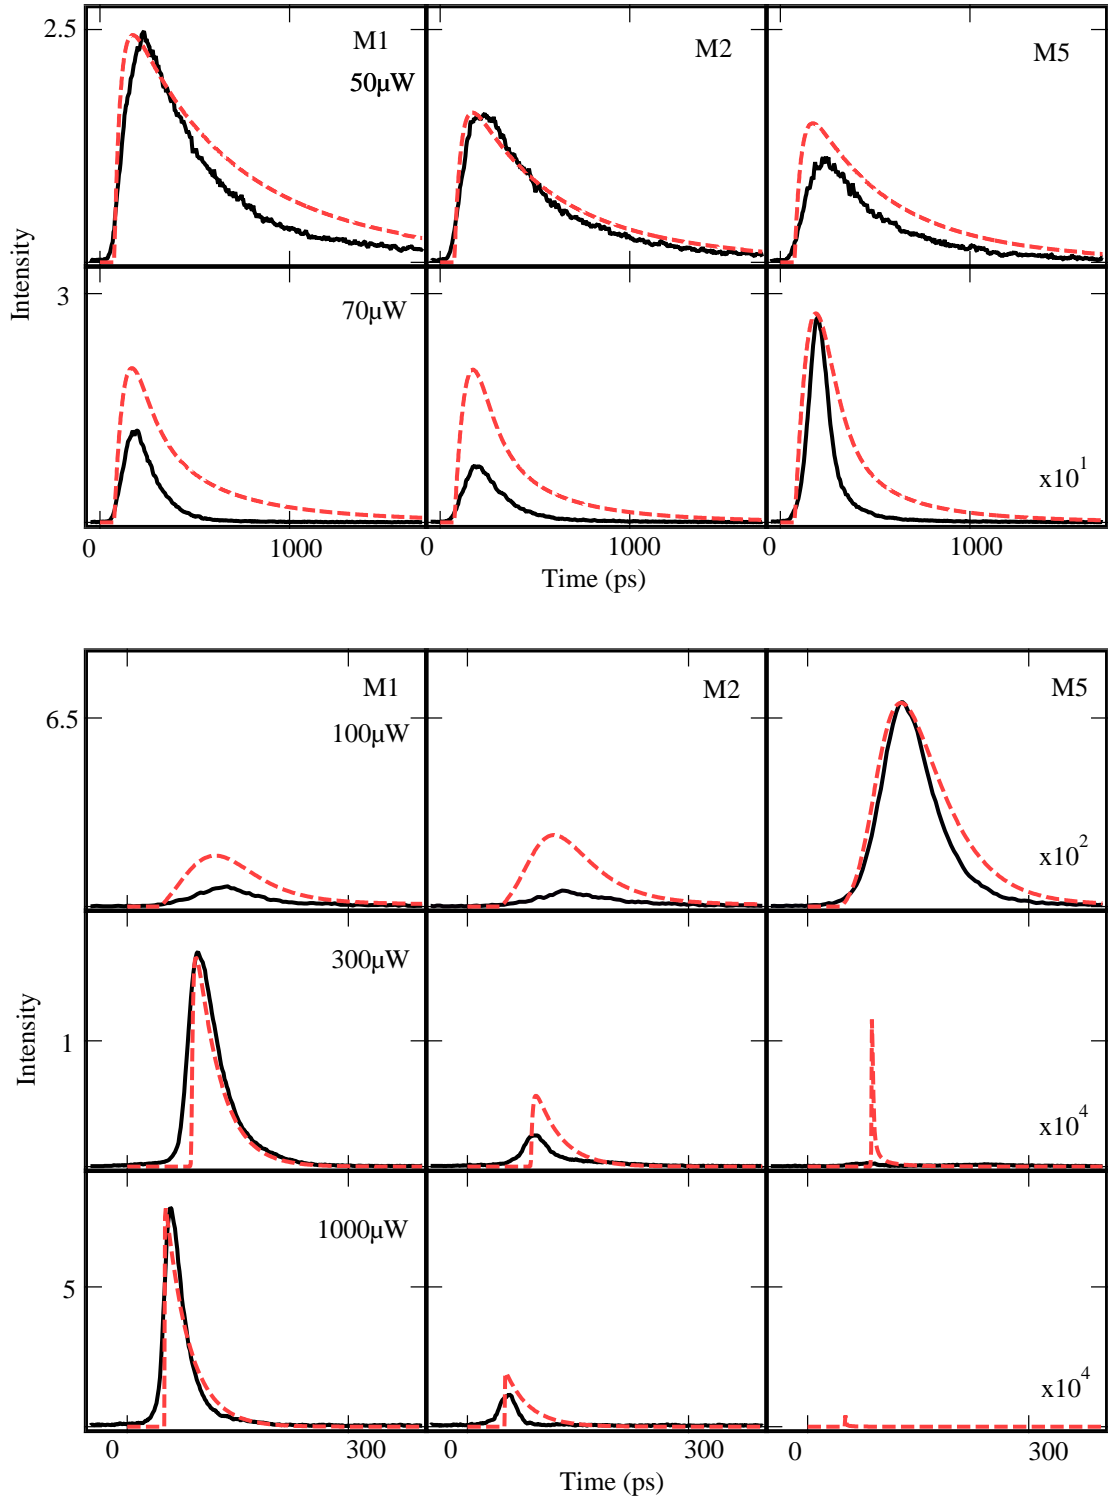 2.5
M1
M2
M5
50μW
Intensity
3
70μW
x10¹
0
1000
0
1000
0
1000
Time (ps)
M1
M2
M5
6.5
100μW
x10²
300μW
Intensity
1
x10⁴
1000μW
5
x10⁴
0
300
0
300
0
300
Time (ps)